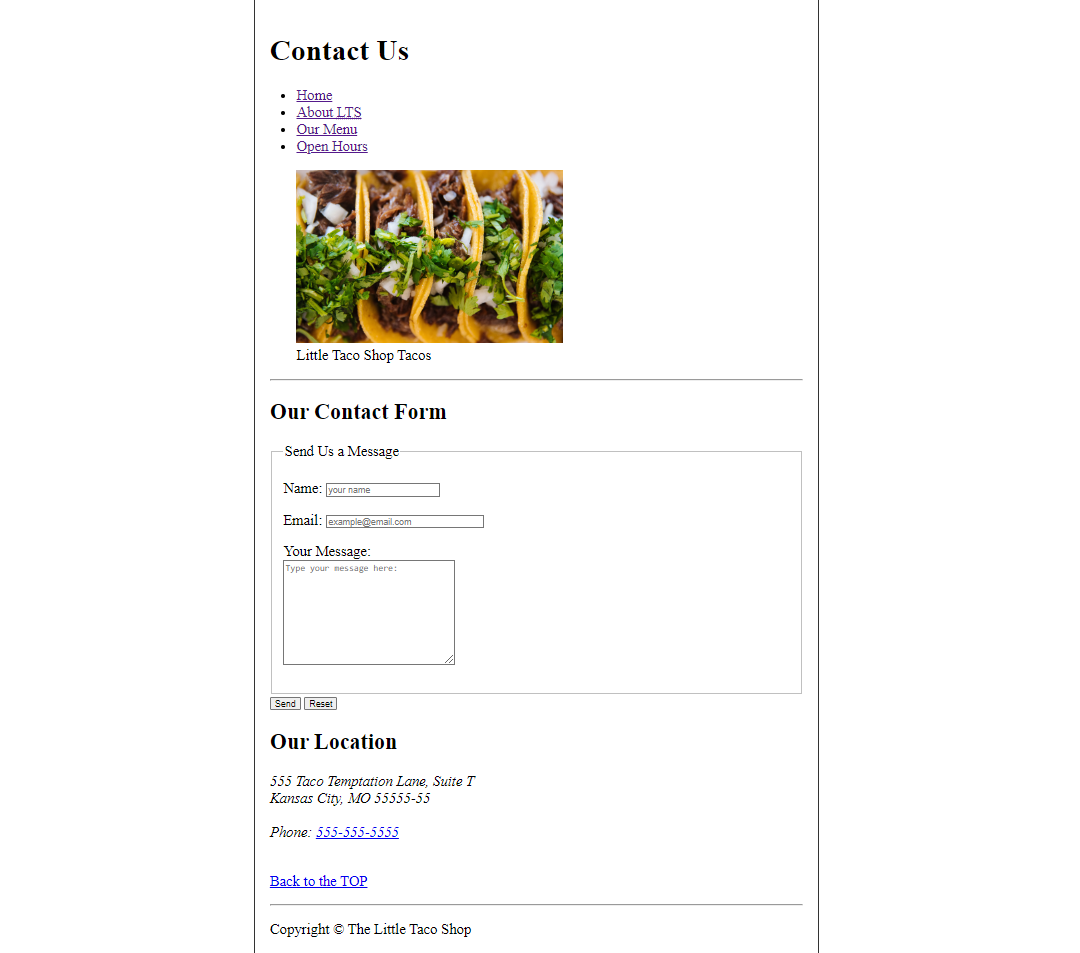 Contact Us
Home
About LTS
Our Menu
Open Hours
Little Taco Shop Tacos
Our Contact Form
Send Us a Message
Name: your name
Email: example@email.com
Your Message:
Type your message here:
Send Reset
Our Location
555 Taco Temptation Lane, Suite T
Kansas City, MO 55555-55
Phone: 555-555-5555
Back to the TOP
Copyright © The Little Taco Shop